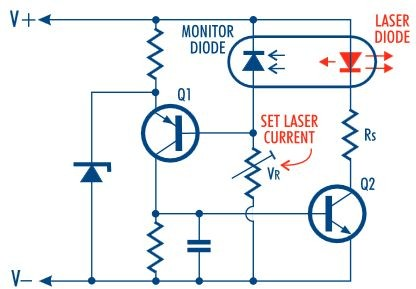 V+
MONITOR
DIODE
LASER
DIODE
Q1
SET LASER
CURRENT
RS
VR
Q2
V−